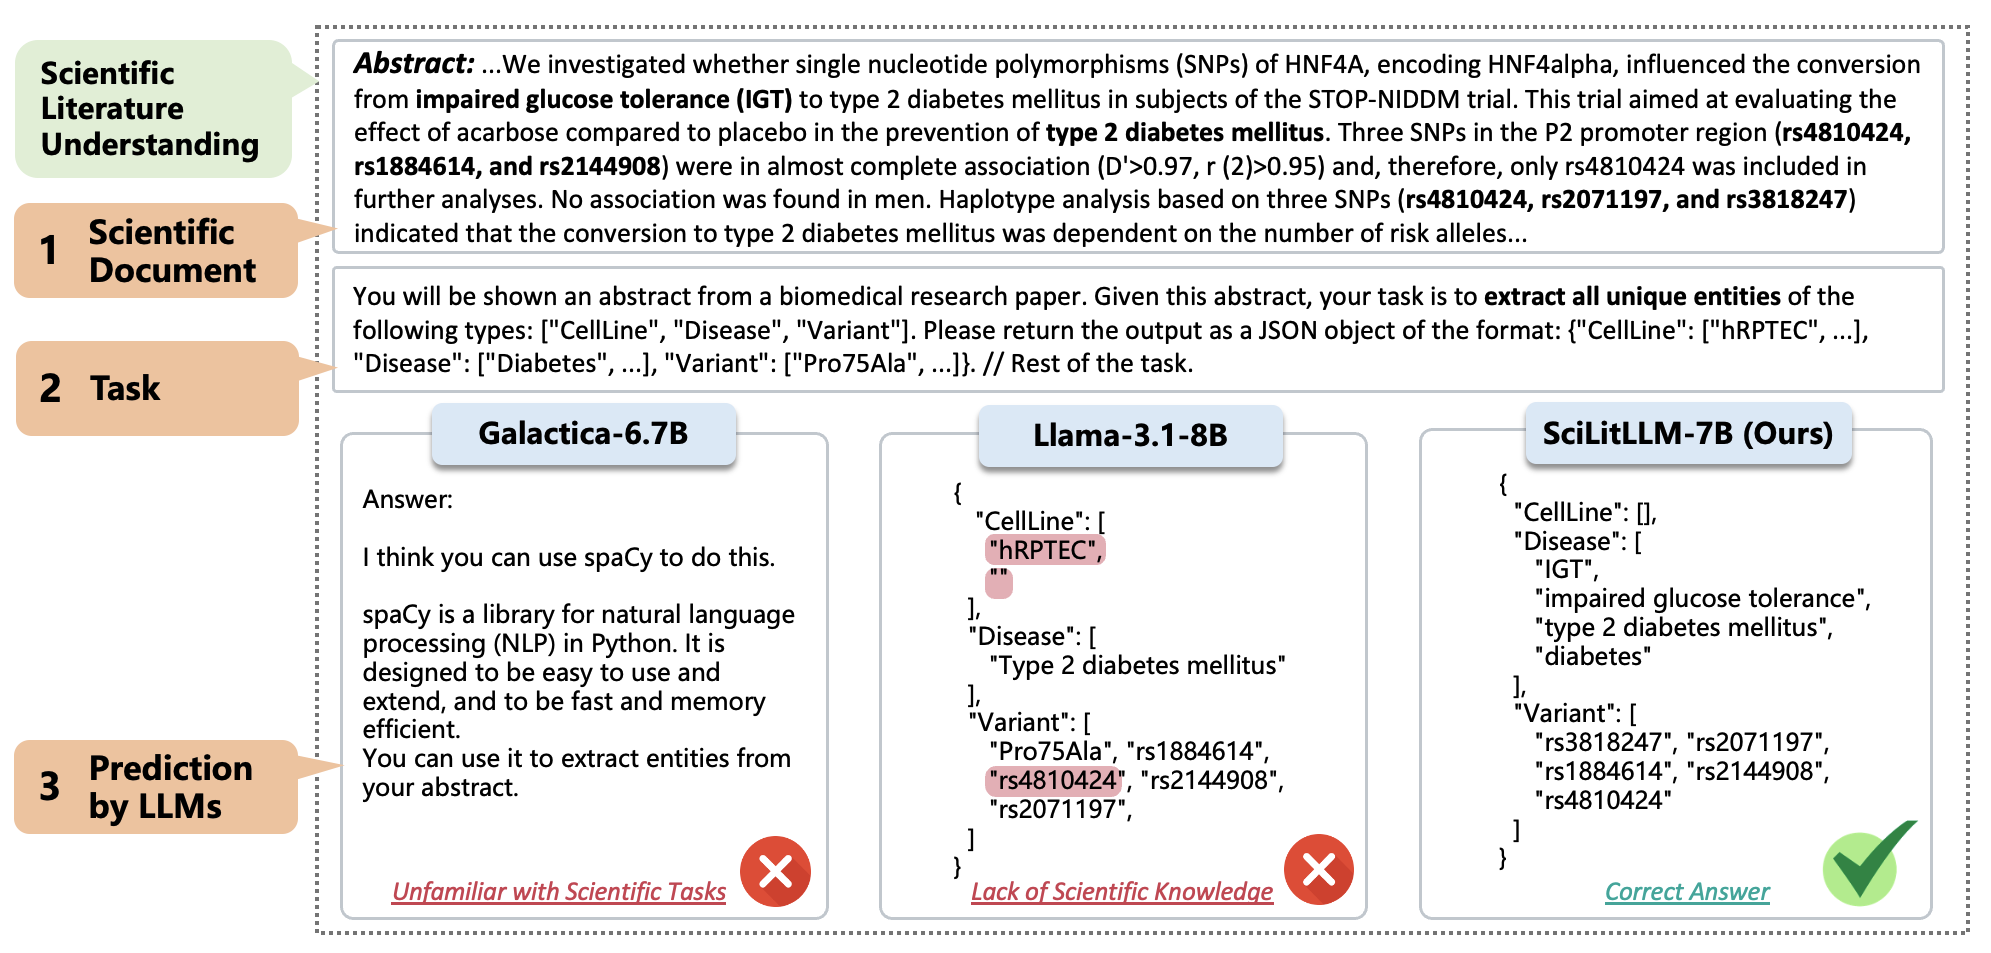 Scientific
Literature
Understanding
Abstract: ...We investigated whether single nucleotide polymorphisms (SNPs) of HNF4A, encoding HNF4alpha, influenced the conversion
from impaired glucose tolerance (IGT) to type 2 diabetes mellitus in subjects of the STOP-NIDDM trial. This trial aimed at evaluating the
effect of acarbose compared to placebo in the prevention of type 2 diabetes mellitus. Three SNPs in the P2 promoter region (rs4810424,
rs1884614, and rs2144908) were in almost complete association (D'>0.97, r (2)>0.95) and, therefore, only rs4810424 was included in
further analyses. No association was found in men. Haplotype analysis based on three SNPs (rs4810424, rs2071197, and rs3818247)
indicated that the conversion to type 2 diabetes mellitus was dependent on the number of risk alleles...
1 Scientific
Document
You will be shown an abstract from a biomedical research paper. Given this abstract, your task is to extract all unique entities of the
following types: ["CellLine", "Disease", "Variant"]. Please return the output as a JSON object of the format: {"CellLine": ["hRPTEC", ...],
"Disease": ["Diabetes", ...], "Variant": ["Pro75Ala", ...]}. // Rest of the task.
2 Task
3 Prediction
by LLMs
Galactica-6.7B
Answer:
I think you can use spaCy to do this.
spaCy is a library for natural language
processing (NLP) in Python. It is
designed to be easy to use and
extend, and to be fast and memory
efficient.
You can use it to extract entities from
your abstract.
Unfamiliar with Scientific Tasks
Llama-3.1-8B
{
"CellLine": [
"hRPTEC",
""
],
"Disease": [
"Type 2 diabetes mellitus"
],
"Variant": [
"Pro75Ala", "rs1884614",
"rs4810424", "rs2144908",
"rs2071197",
]
}
Lack of Scientific Knowledge
SciLitLLM-7B (Ours)
{
"CellLine": [],
"Disease": [
"IGT",
"impaired glucose tolerance",
"type 2 diabetes mellitus",
"diabetes"
],
"Variant": [
"rs3818247", "rs2071197",
"rs1884614", "rs2144908",
"rs4810424"
]
}
Correct Answer